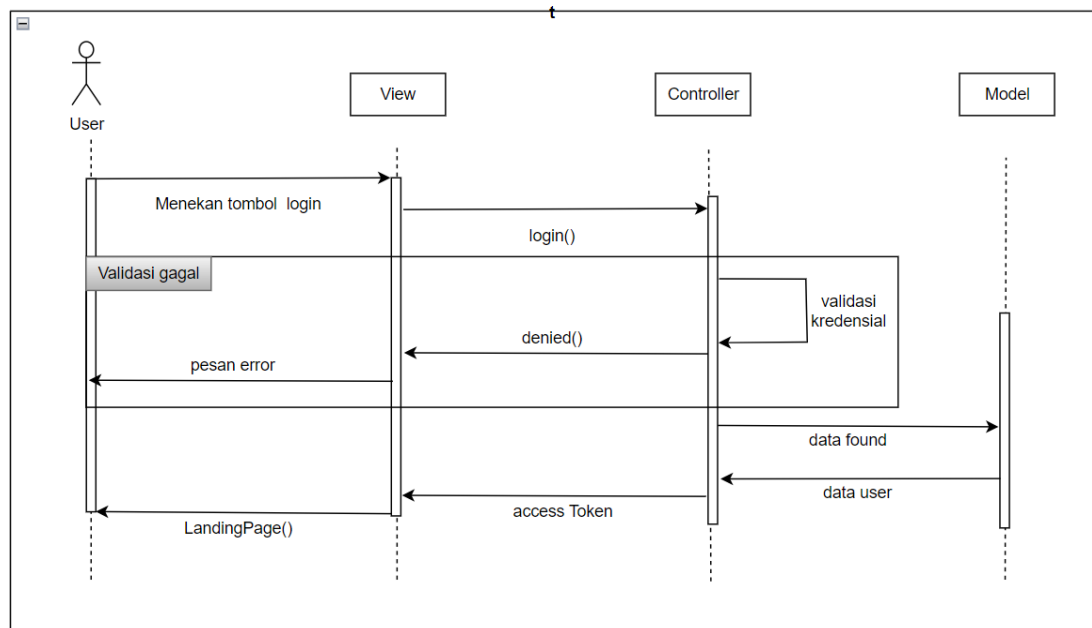 t
User
View
Controller
Model
Menekan tombol login
login()
Validasi gagal
validasi
kredensial
denied()
pesan error
data found
data user
access Token
LandingPage()